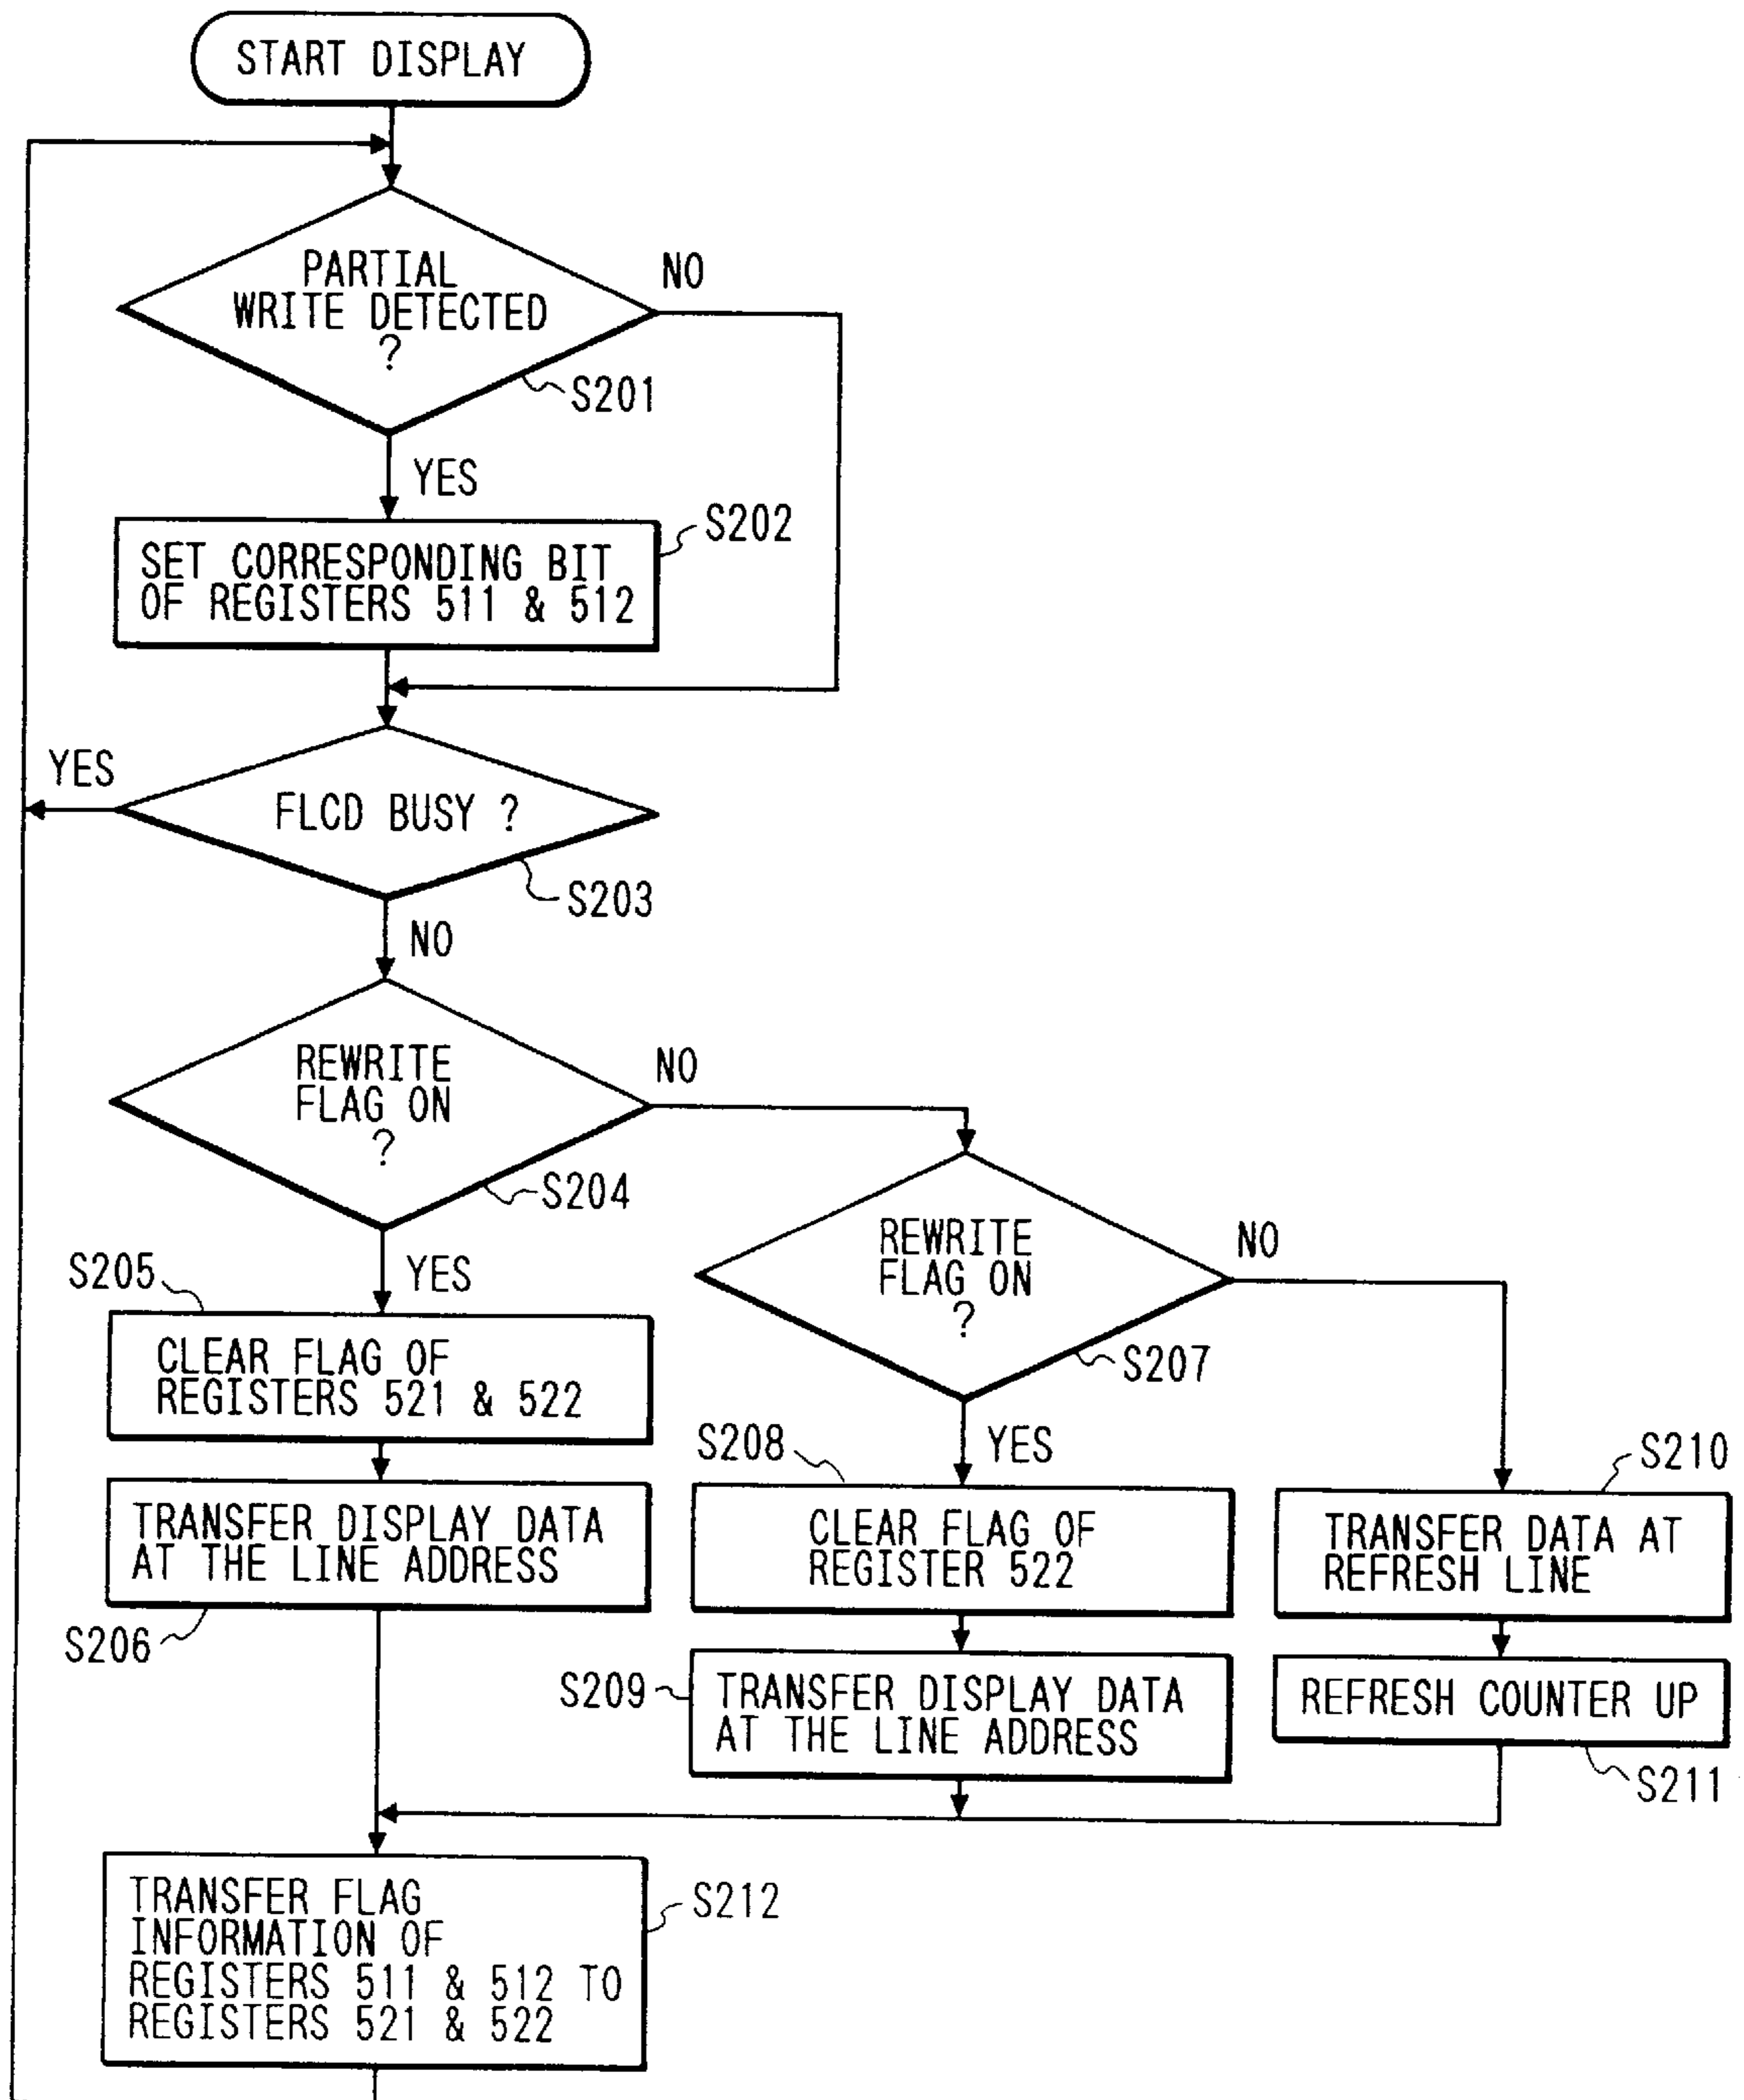 START DISPLAY
PARTIAL
WRITE DETECTED
?
NO
S201
YES
S202
SET CORRESPONDING BIT
OF REGISTERS 511 & 512
YES
FLCD BUSY ?
S203
NO
REWRITE
FLAG ON
?
NO
S204
YES
REWRITE
FLAG ON
?
NO
S207
YES
S205
CLEAR FLAG OF
REGISTERS 521 & 522
TRANSFER DISPLAY DATA
AT THE LINE ADDRESS
S206
S208
CLEAR FLAG OF
REGISTER 522
S209
TRANSFER DISPLAY DATA
AT THE LINE ADDRESS
S210
TRANSFER DATA AT
REFRESH LINE
REFRESH COUNTER UP
S211
TRANSFER FLAG
INFORMATION OF
REGISTERS 511 & 512 TO
REGISTERS 521 & 522
S212